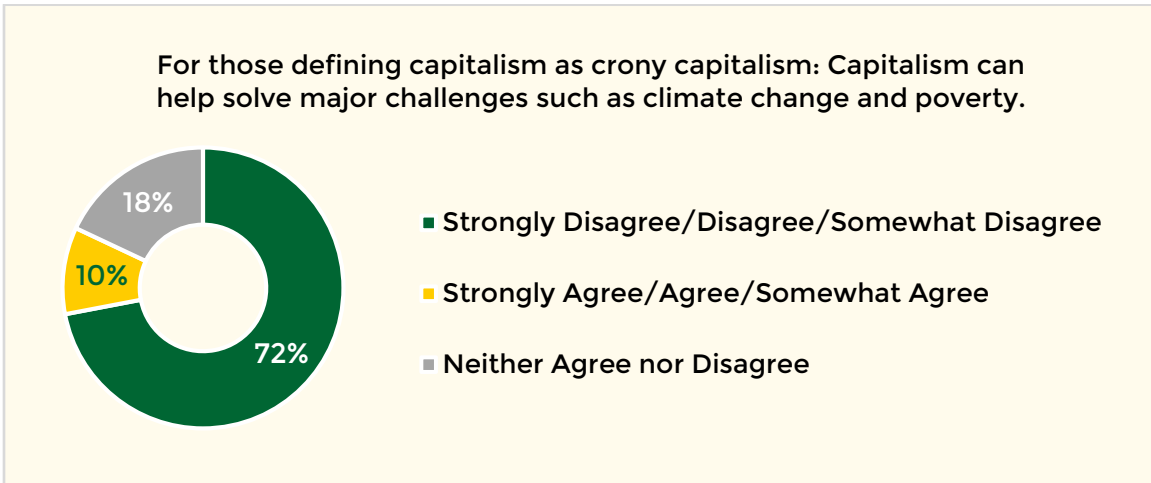 For those defining capitalism as crony capitalism: Capitalism can
help solve major challenges such as climate change and poverty.
18%
10%
72%
Strongly Disagree/Disagree/Somewhat Disagree
Strongly Agree/Agree/Somewhat Agree
Neither Agree nor Disagree